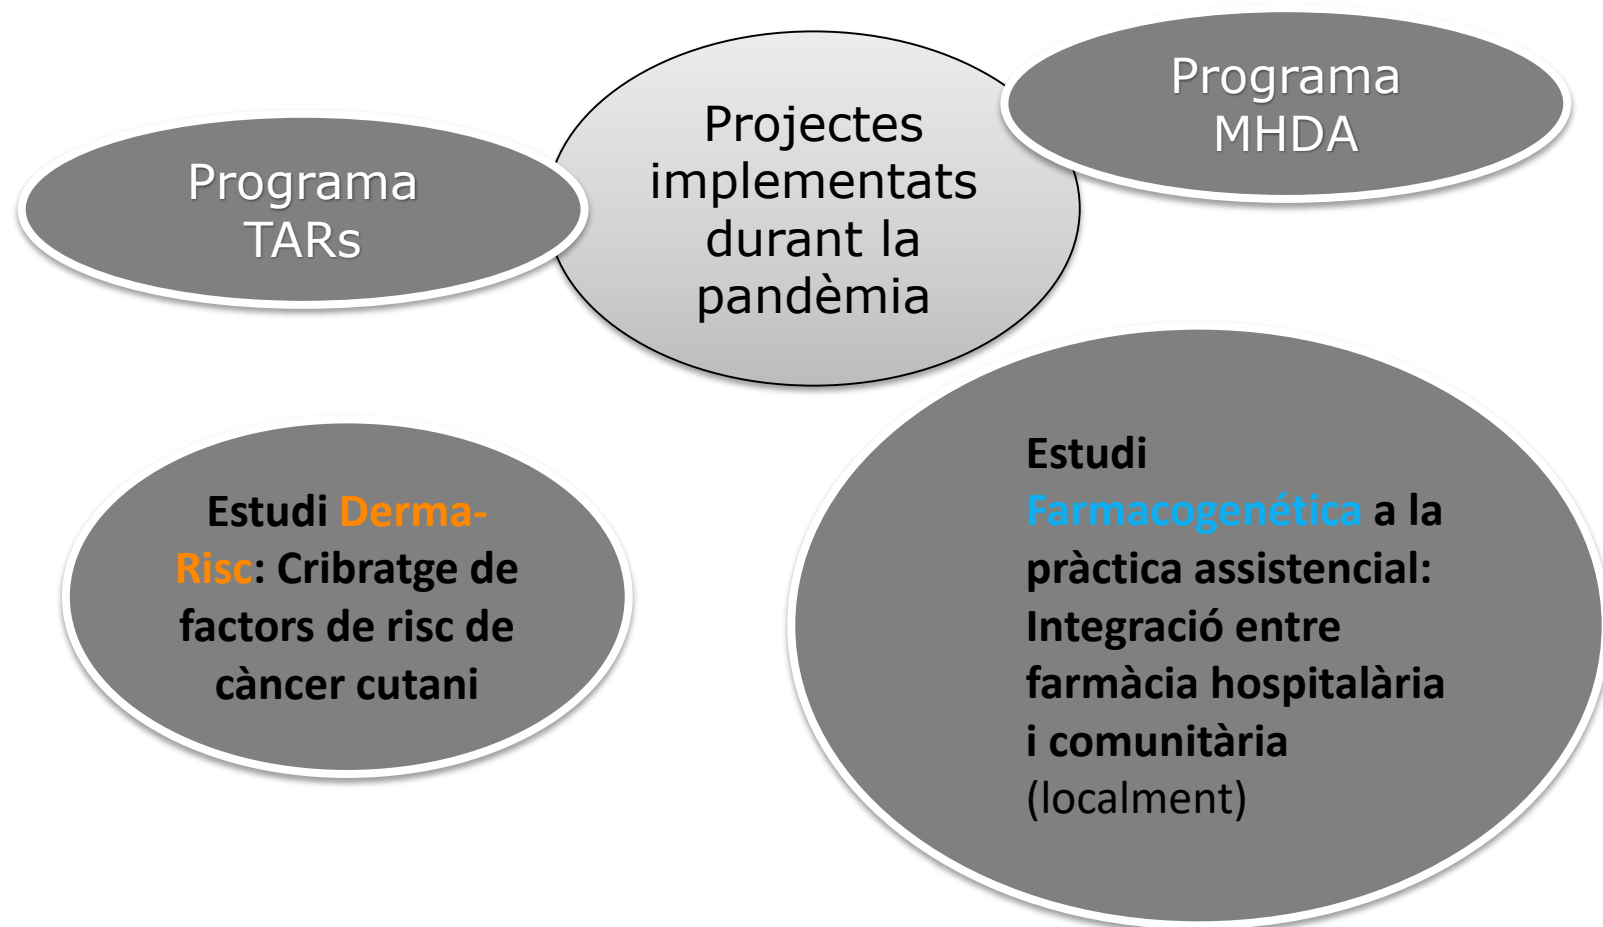 Programa
TARs
Projectes
implementats
durant la
pandèmia
Programa
MHDA
Estudi Derma-
Risc: Cribratge de
factors de risc de
càncer cutani
Estudi
Farmacogenética a la
pràctica assistencial:
Integració entre
farmàcia hospitalària
i comunitària
(localment)